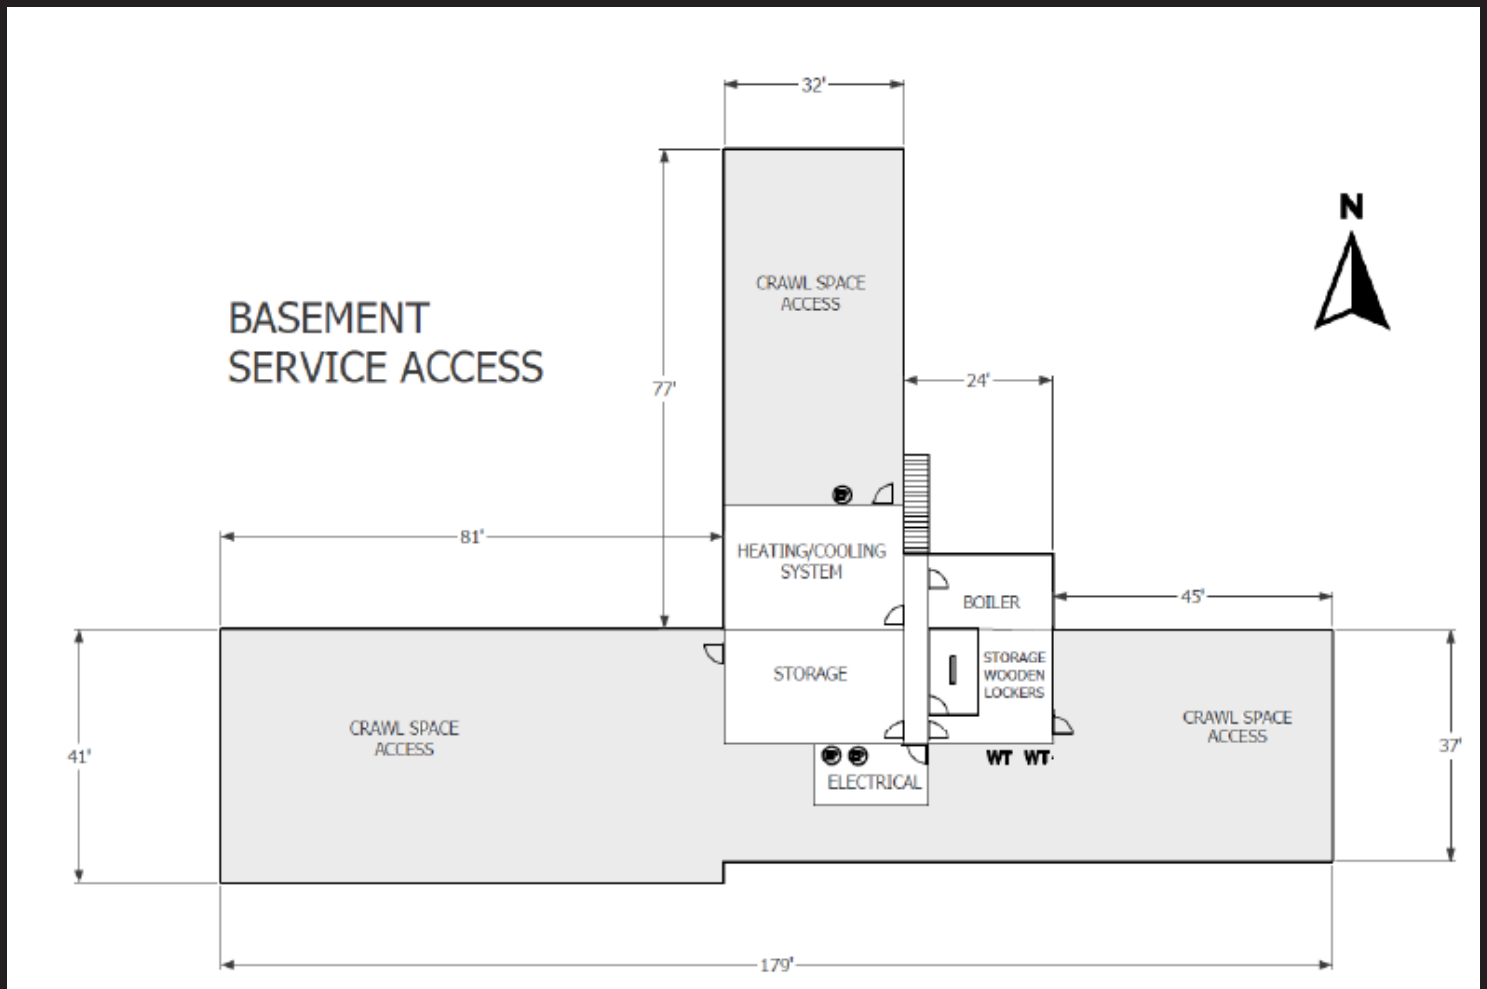 32'
N
CRAWL SPACE
ACCESS
BASEMENT
SERVICE ACCESS
77'
24'
81'
HEATING/COOLING
SYSTEM
45'
BOILER
STORAGE
STORAGE
WOODEN
LOCKERS
CRAWL SPACE
ACCESS
CRAWL SPACE
ACCESS
41'
37'
WT WT
ELECTRICAL
179'